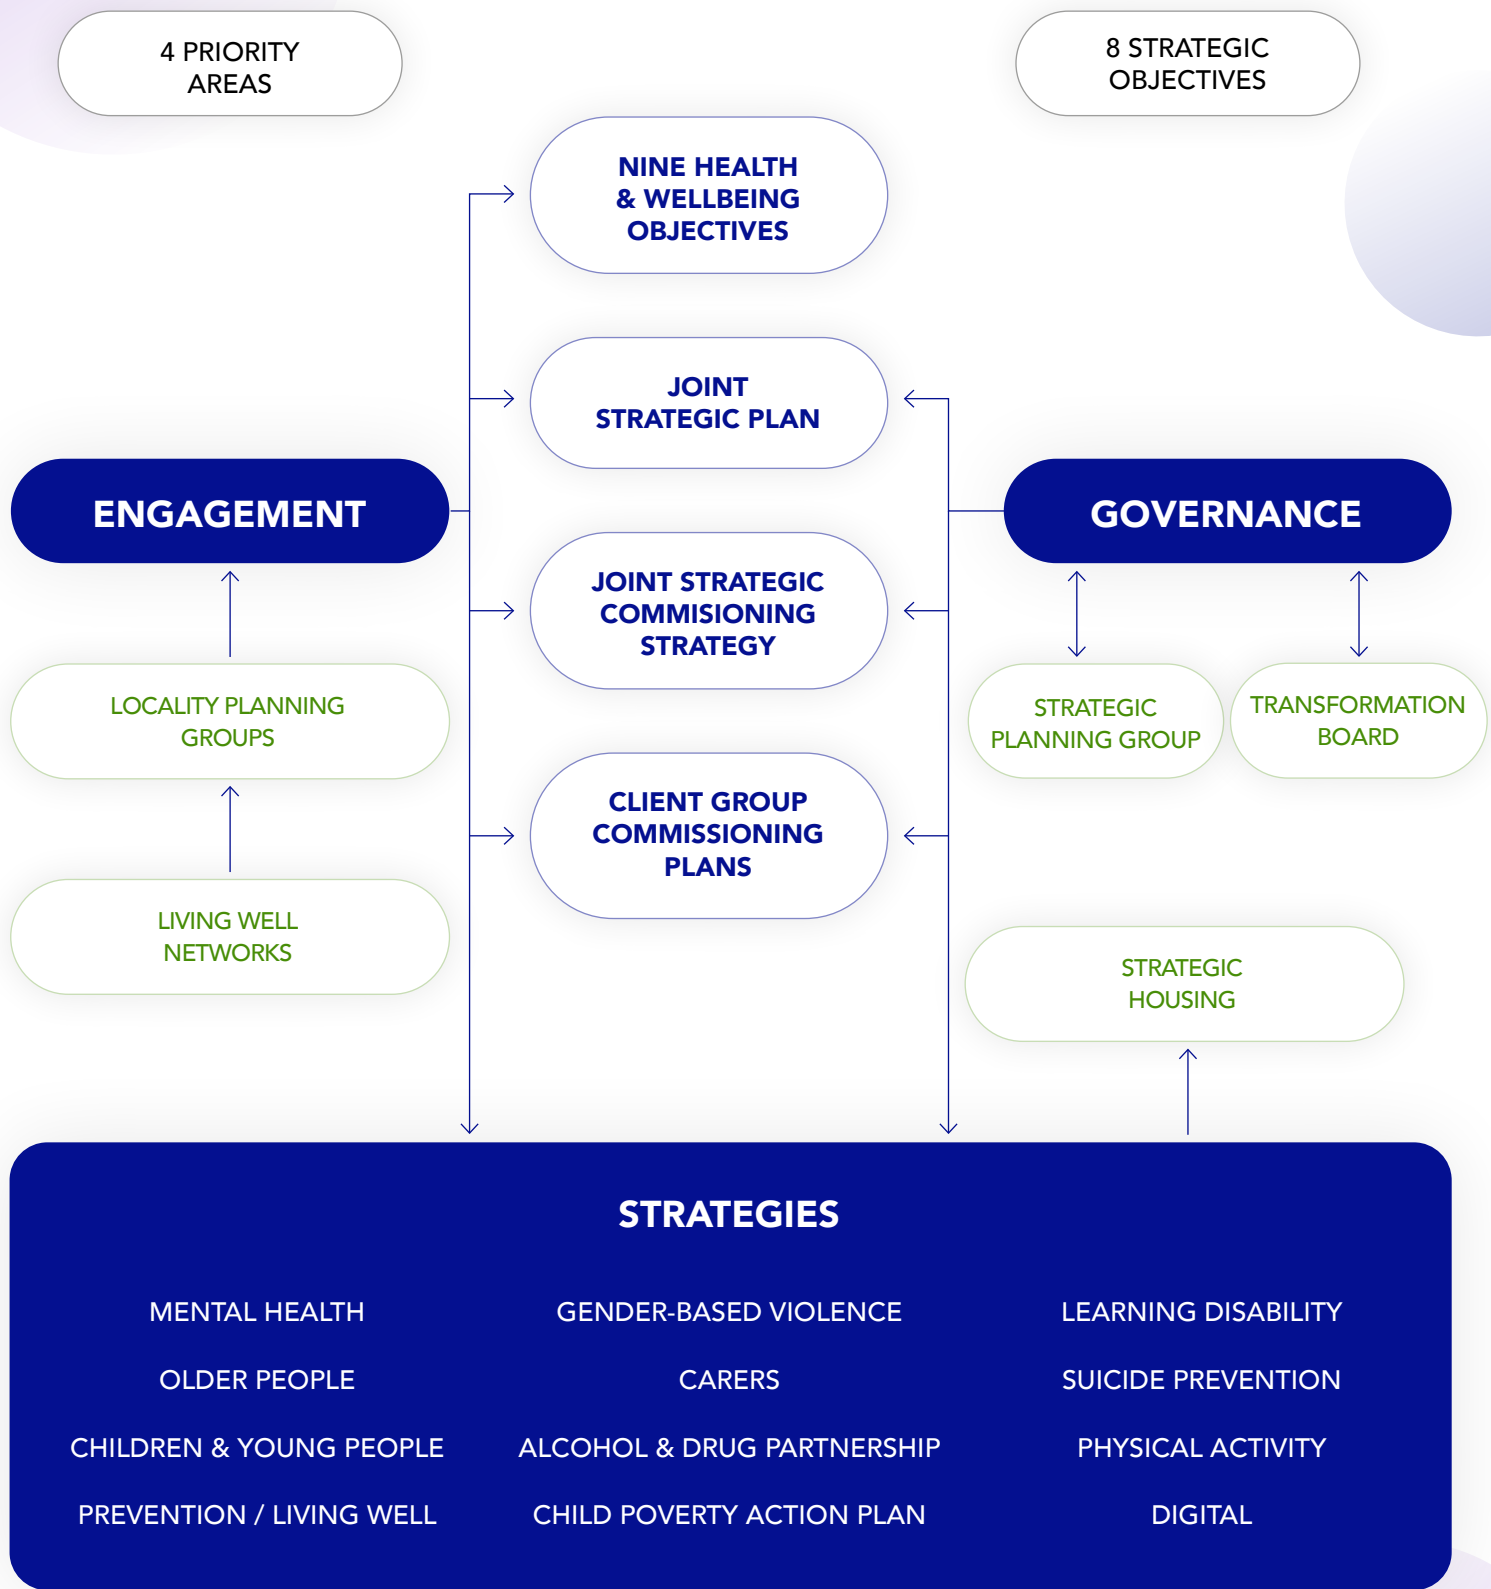 4 PRIORITY
AREAS
8 STRATEGIC
OBJECTIVES
NINE HEALTH
& WELLBEING
OBJECTIVES
JOINT
STRATEGIC PLAN
ENGAGEMENT
GOVERNANCE
JOINT STRATEGIC
COMMISIONING
STRATEGY
LOCALITY PLANNING
GROUPS
STRATEGIC
PLANNING GROUP
TRANSFORMATION
BOARD
CLIENT GROUP
COMMISSIONING
PLANS
LIVING WELL
NETWORKS
STRATEGIC
HOUSING
STRATEGIES
MENTAL HEALTH
OLDER PEOPLE
CHILDREN & YOUNG PEOPLE
PREVENTION / LIVING WELL
GENDER-BASED VIOLENCE
CARERS
ALCOHOL & DRUG PARTNERSHIP
CHILD POVERTY ACTION PLAN
LEARNING DISABILITY
SUICIDE PREVENTION
PHYSICAL ACTIVITY
DIGITAL